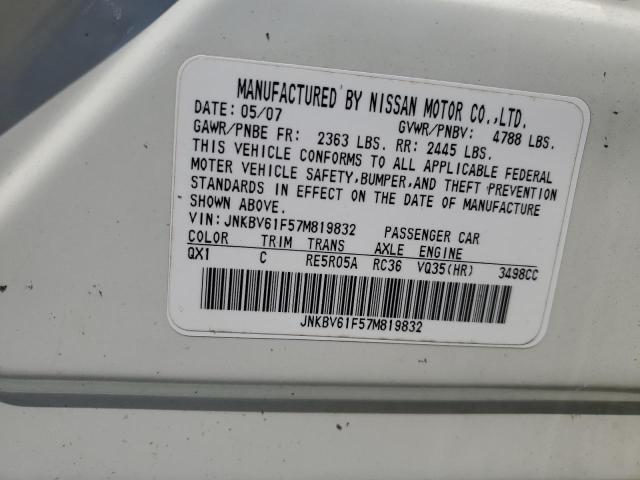 MANUFACTURED BY NISSAN MOTOR CO.,LTD.
DATE: 05/07 GVWR/PNBV: 4788 LBS.
GAWR/PNBE FR: 2363 LBS. RR: 2445 LBS.
THIS VEHICLE CONFORMS TO ALL APPLICABLE FEDERAL
MOTOR VEHICLE SAFETY,BUMPER,AND THEFT PREVENTION
STANDARDS IN EFFECT ON THE DATE OF MANUFACTURE
SHOWN ABOVE.
VIN: JNKBV61F57M819832 PASSENGER CAR
COLOR TRIM TRANS AXLE ENGINE
QX1 C RE5R05A RC36 VQ35(HR) 3498CC
JNKBV61F57M819832